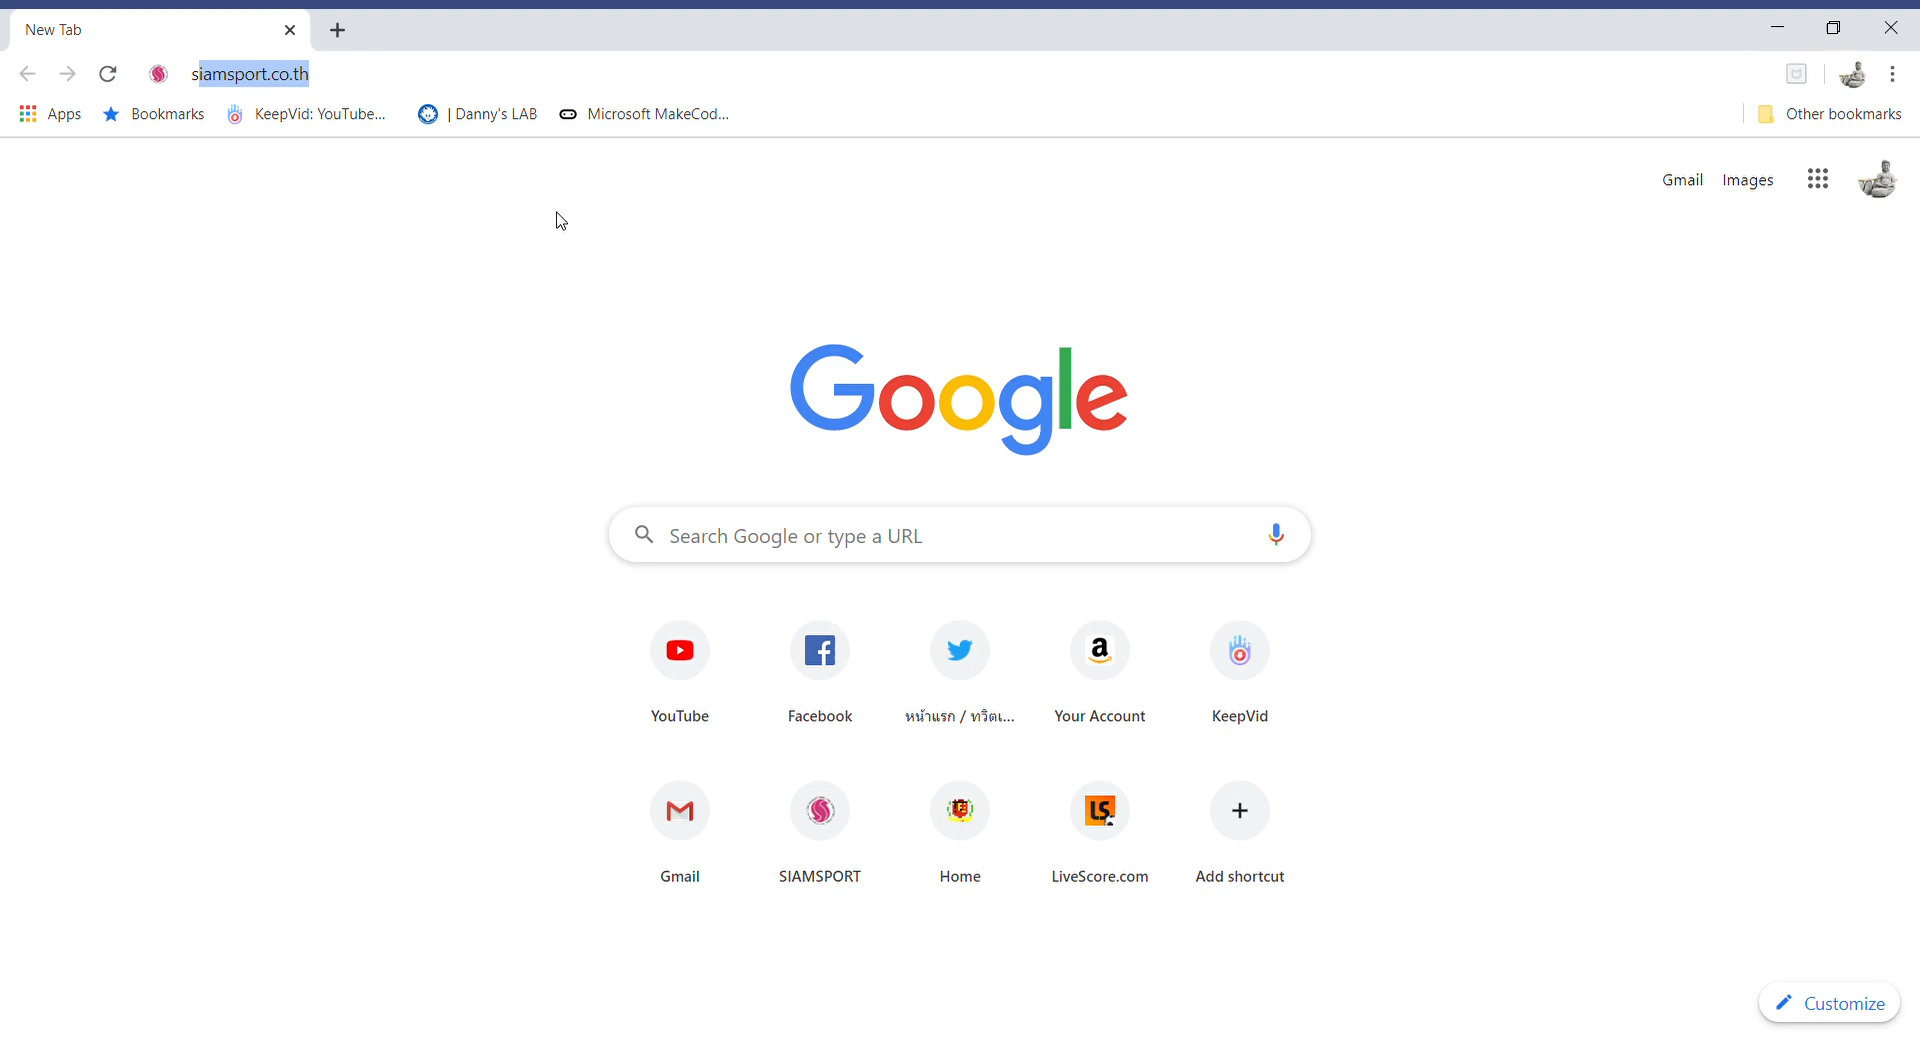 New Tab
siamsport.co.th
Apps Bookmarks KeepVid: YouTube... | Danny's LAB Microsoft MakeCod... Other bookmarks
Gmail Images
Google
Search Google or type a URL
YouTube Facebook หน้าแรก / ทวิตเ... Your Account KeepVid
Gmail SIAMSPORT Home LiveScore.com Add shortcut
Customize